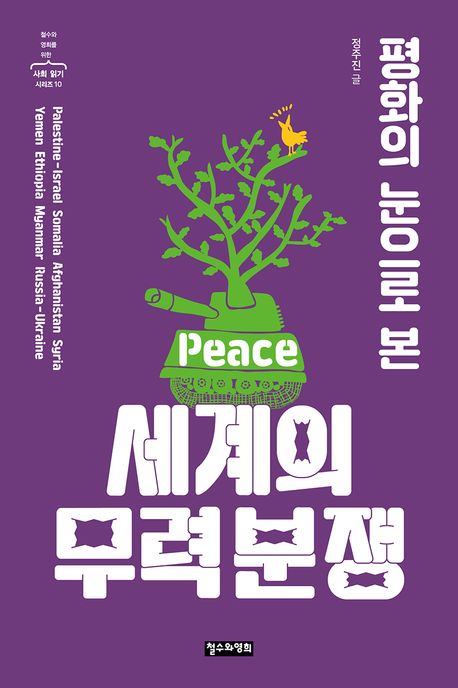 철수와
영희를
위한
사회 읽기
시리즈 10
정주진 글
평화의 눈으로 본
Palestine-Israel Somalia Afghanistan Syria
Yemen Ethiopia Myanmar Russia-Ukraine
Peace
세계의
무력분쟁
철수와영희